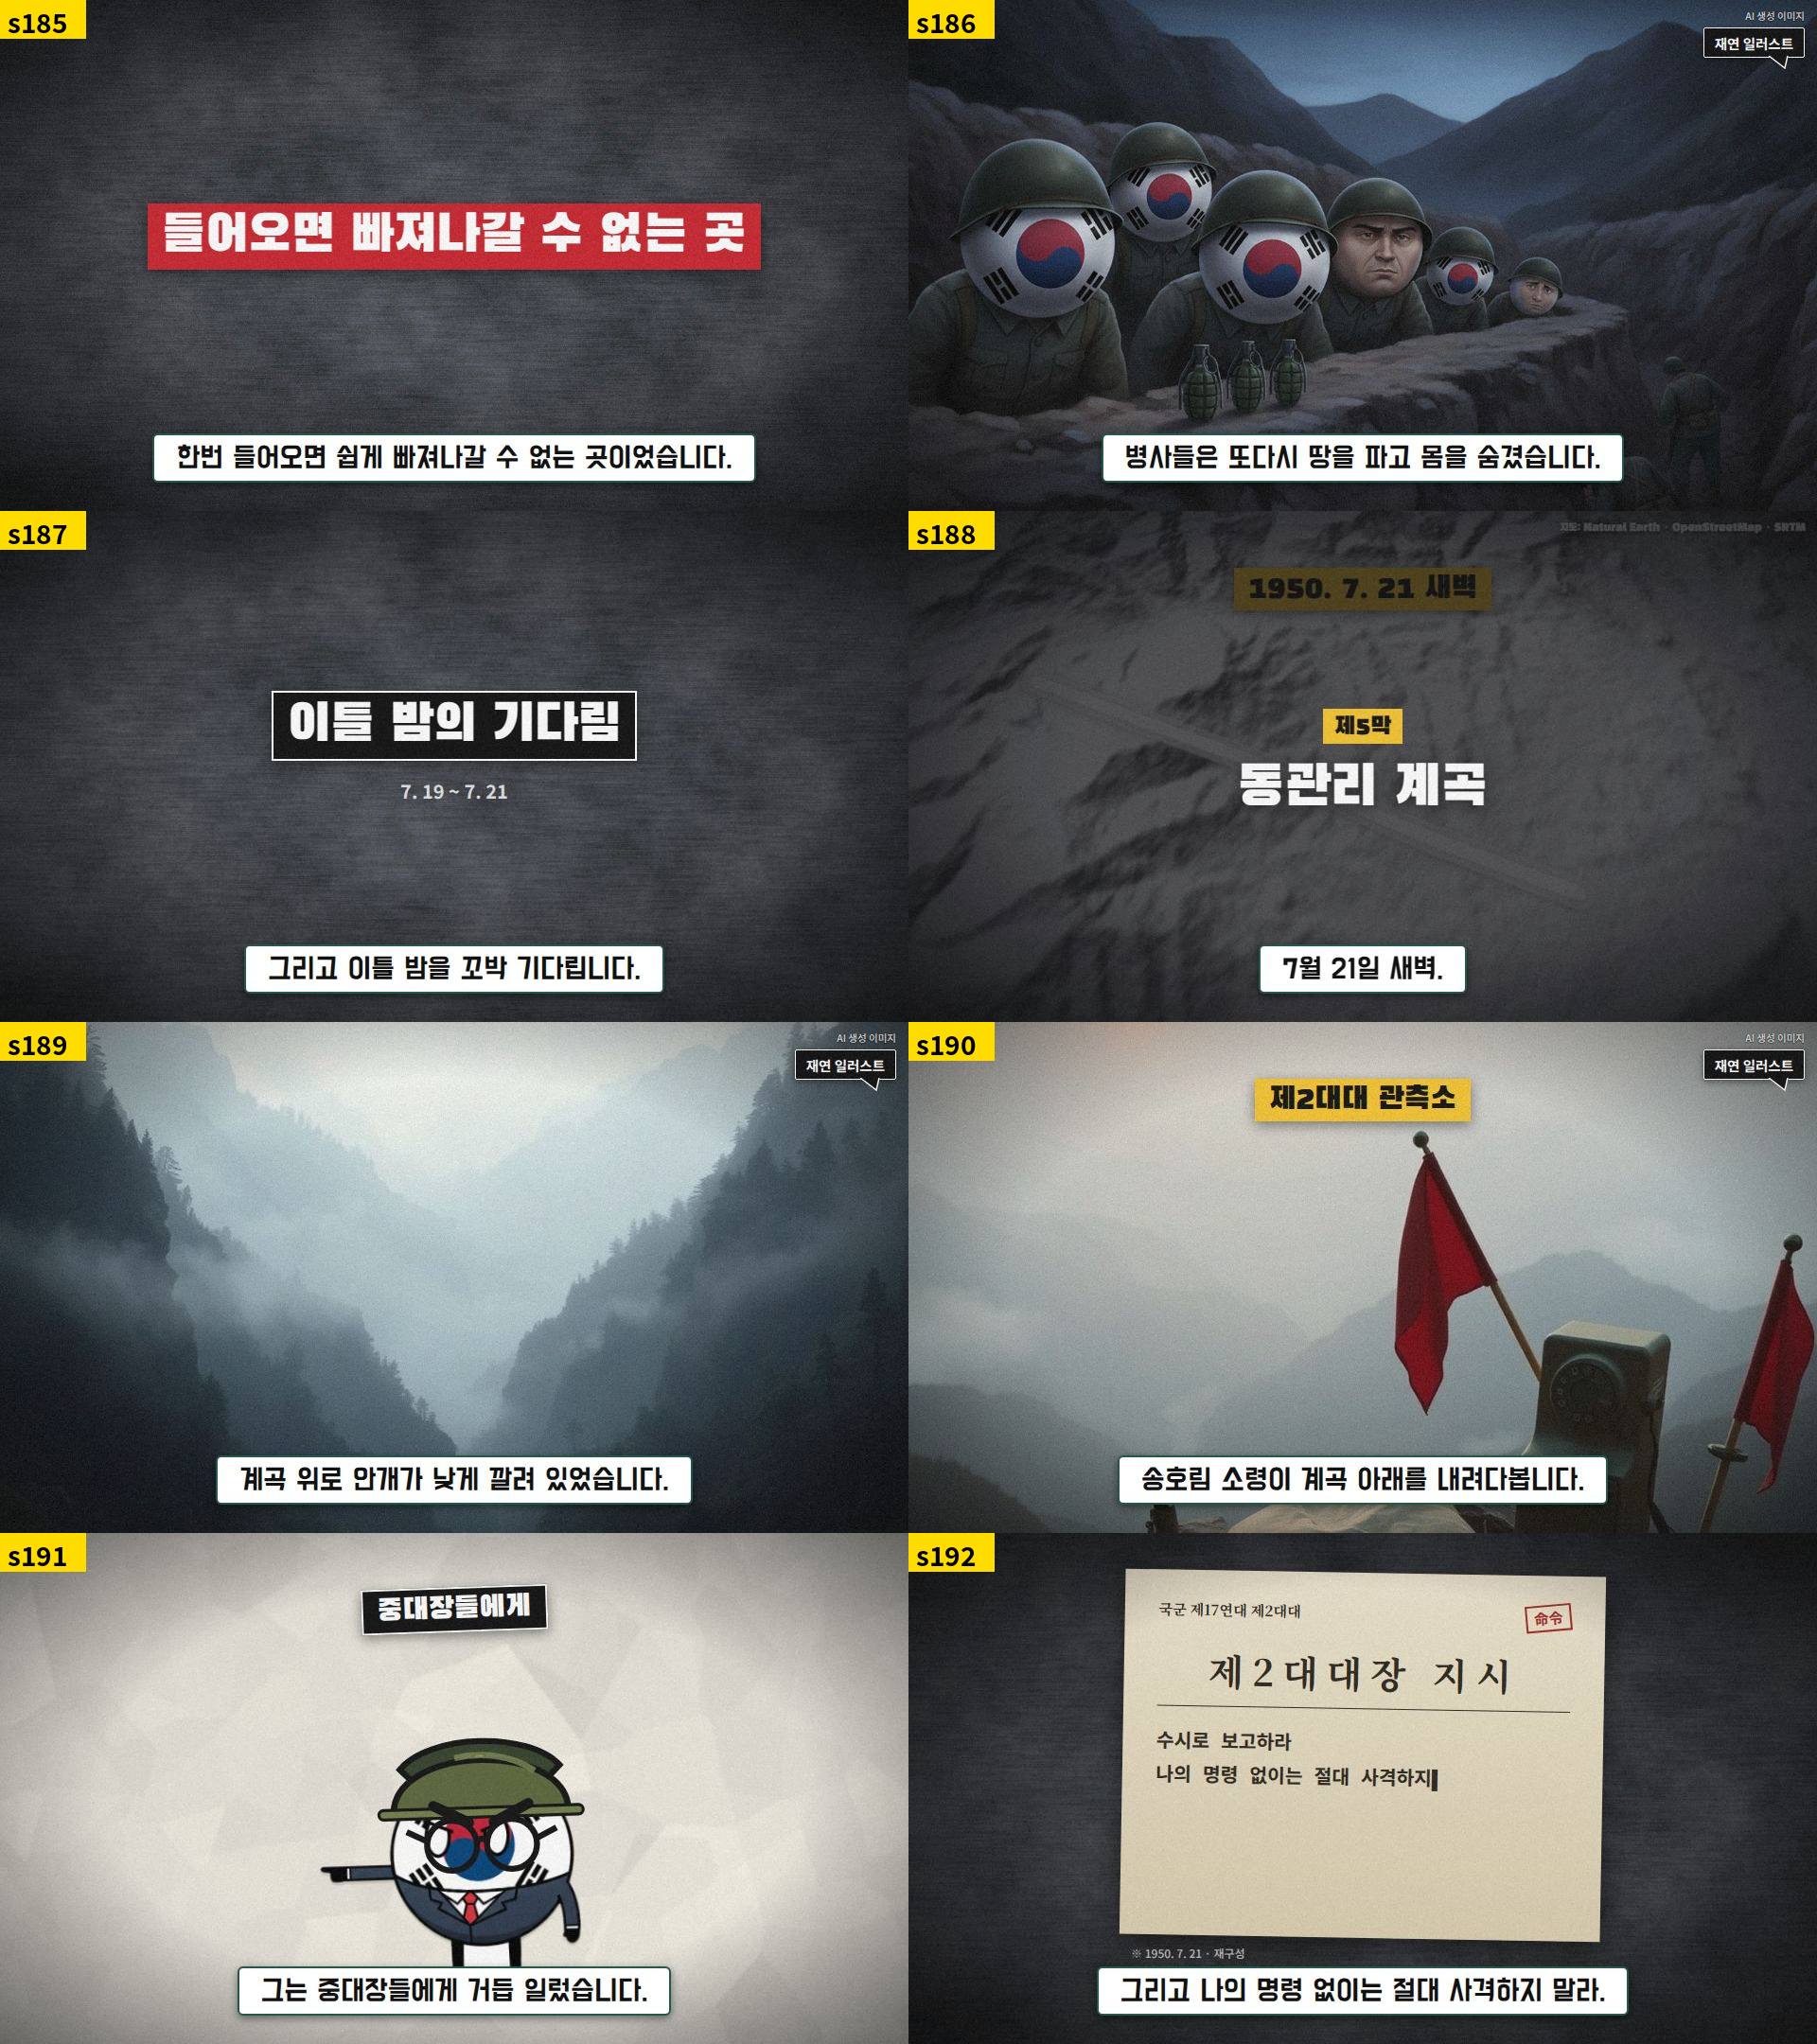 s185
들어오면 빠져나갈 수 없는 곳
한번 들어오면 쉽게 빠져나갈 수 없는 곳이었습니다.
s186
AI 생성 이미지
재연 일러스트
병사들은 또다시 땅을 파고 몸을 숨겼습니다.
s187
이틀 밤의 기다림
7. 19 ~ 7. 21
그리고 이틀 밤을 꼬박 기다립니다.
s188
지도: Natural Earth · OpenStreetMap · SRTM
1950. 7. 21 새벽
제5막
동관리 계곡
7월 21일 새벽.
s189
AI 생성 이미지
재연 일러스트
계곡 위로 안개가 낮게 깔려 있었습니다.
s190
AI 생성 이미지
재연 일러스트
제2대대 관측소
송호림 소령이 계곡 아래를 내려다봅니다.
s191
중대장들에게
그는 중대장들에게 거듭 일렀습니다.
s192
국군 제17연대 제2대대
命令
제2대대장 지시
수시로 보고하라
나의 명령 없이는 절대 사격하지
※ 1950. 7. 21 · 재구성
그리고 나의 명령 없이는 절대 사격하지 말라.